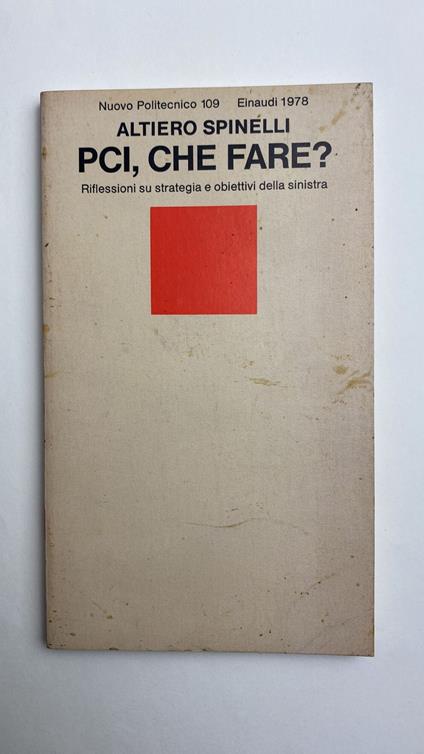 Nuovo Politecnico 109 Einaudi 1978
ALTIERO SPINELLI
PCI, CHE FARE?
Riflessioni su strategia e obiettivi della sinistra